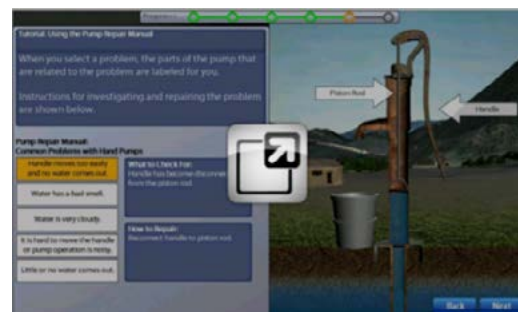 Progress:
Tutorial: Using the Pump Repair Manual
When you select a problem, the parts of the pump that
are related to the problem are labeled for you.
Instructions for investigating and repairing the problem
are shown below.
Pump Repair Manual:
Common Problems with Hand Pumps
Handle moves too easily
and no water comes out.
Water has a bad smell.
Water is very cloudy.
It is hard to move the handle
or pump operation is noisy.
Little or no water comes out.
What to Check For:
Handle has become
from the piston rod.
How to Repair:
Reconnect handle to piston rod.
Piston Rod
Handle
Back
Next